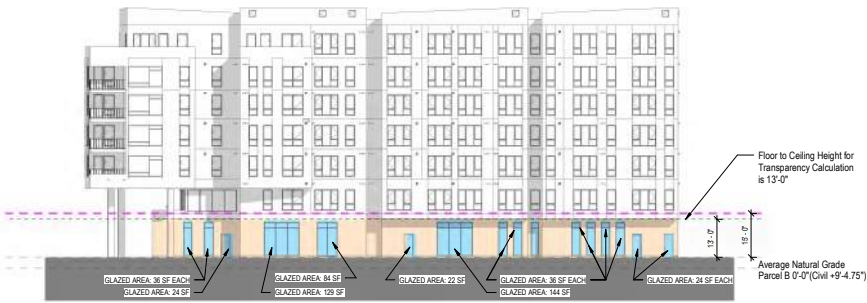 Floor to Ceiling Height for
Transparency Calculation
is 13'-0"
13' - 0"
16' - 0"
Average Natural Grade
Parcel B 0'-0"(Civil +9'-4.75")
GLAZED AREA: 36 SF EACH
GLAZED AREA: 84 SF
GLAZED AREA: 22 SF
GLAZED AREA: 36 SF EACH
GLAZED AREA: 24 SF EACH
GLAZED AREA: 24 SF
GLAZED AREA: 129 SF
GLAZED AREA: 144 SF